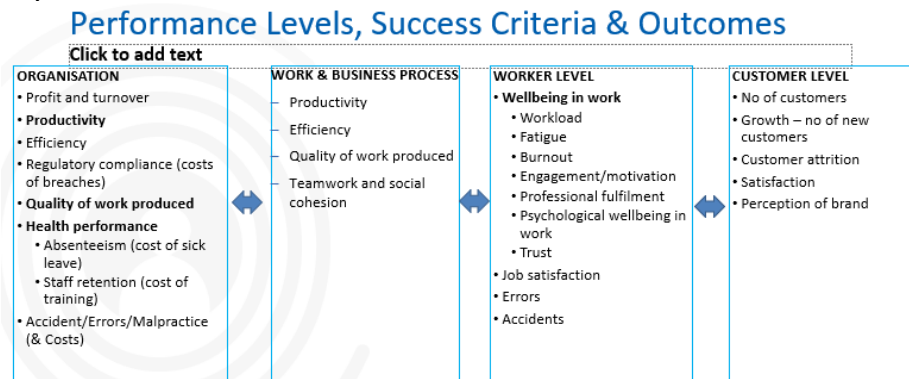 Performance Levels, Success Criteria & Outcomes
Click to add text
ORGANISATION
• Profit and turnover
• Productivity
• Efficiency
• Regulatory compliance (costs
of breaches)
• Quality of work produced
• Health performance
• Absenteeism (cost of sick
leave)
• Staff retention (cost of
training)
• Accident/Errors/Malpractice
(& Costs)
WORK & BUSINESS PROCESS
– Productivity
– Efficiency
– Quality of work produced
– Teamwork and social
cohesion
WORKER LEVEL
• Wellbeing in work
• Workload
• Fatigue
• Burnout
• Engagement/motivation
• Professional fulfilment
• Psychological wellbeing in
work
• Trust
• Job satisfaction
• Errors
• Accidents
CUSTOMER LEVEL
• No of customers
• Growth – no of new
customers
• Customer attrition
• Satisfaction
• Perception of brand